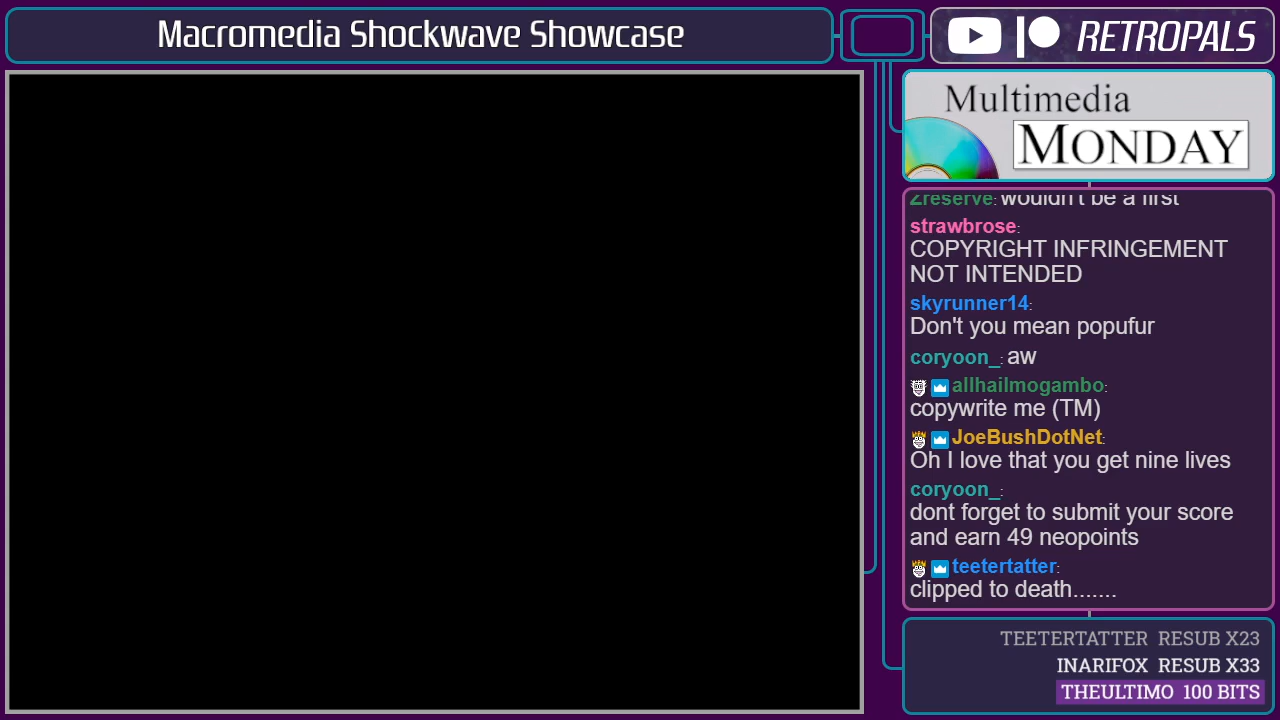 Macromedia Shockwave Showcase
RETROPALS
Multimedia
MONDAY
Zreserve: wouldn't be a first
strawbrose:
COPYRIGHT INFRINGEMENT
NOT INTENDED
skyrunner14:
Don't you mean popufur
coryoon_: aw
allhailmogambo:
copywrite me (TM)
JoeBushDotNet:
Oh I love that you get nine lives
coryoon_:
dont forget to submit your score
and earn 49 neopoints
teetertatter:
clipped to death.......
TEETERTATTER RESUB X23
INARIFOX RESUB X33
THEULTIMO 100 BITS